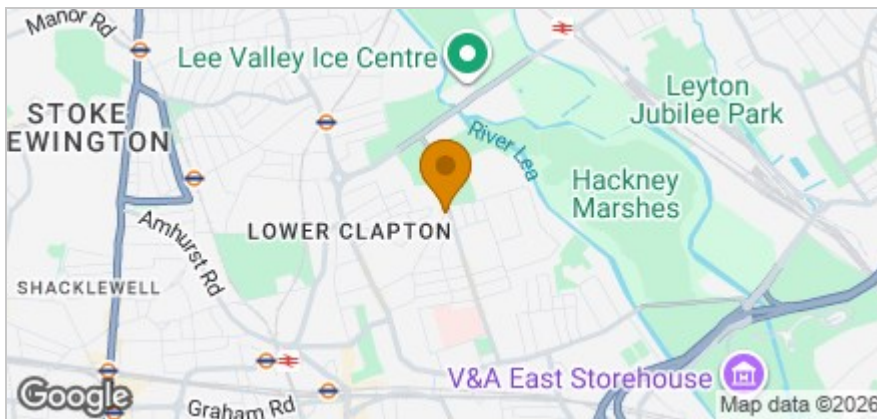 Manor Rd
Lee Valley Ice Centre
Leyton
Jubilee Park
STOKE
EWINGTON
River Lea
Hackney
Marshes
Amhurst Rd
LOWER CLAPTON
SHACKLEWELL
V&A East Storehouse
Google
Graham Rd
Map data ©2026